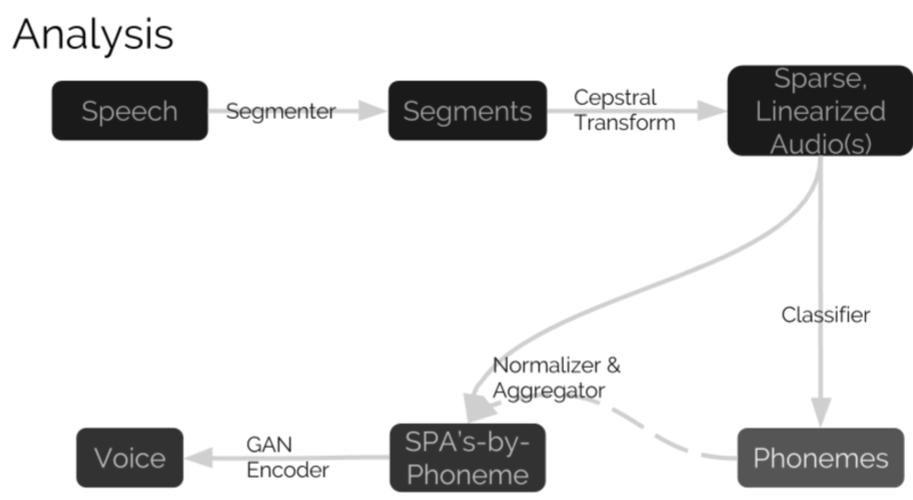 Analysis
Speech
Segmenter
Segments
Cepstral
Transform
Sparse,
Linearized
Audio(s)
Classifier
Normalizer &
Aggregator
Voice
GAN
Encoder
SPA's-by-
Phoneme
Phonemes